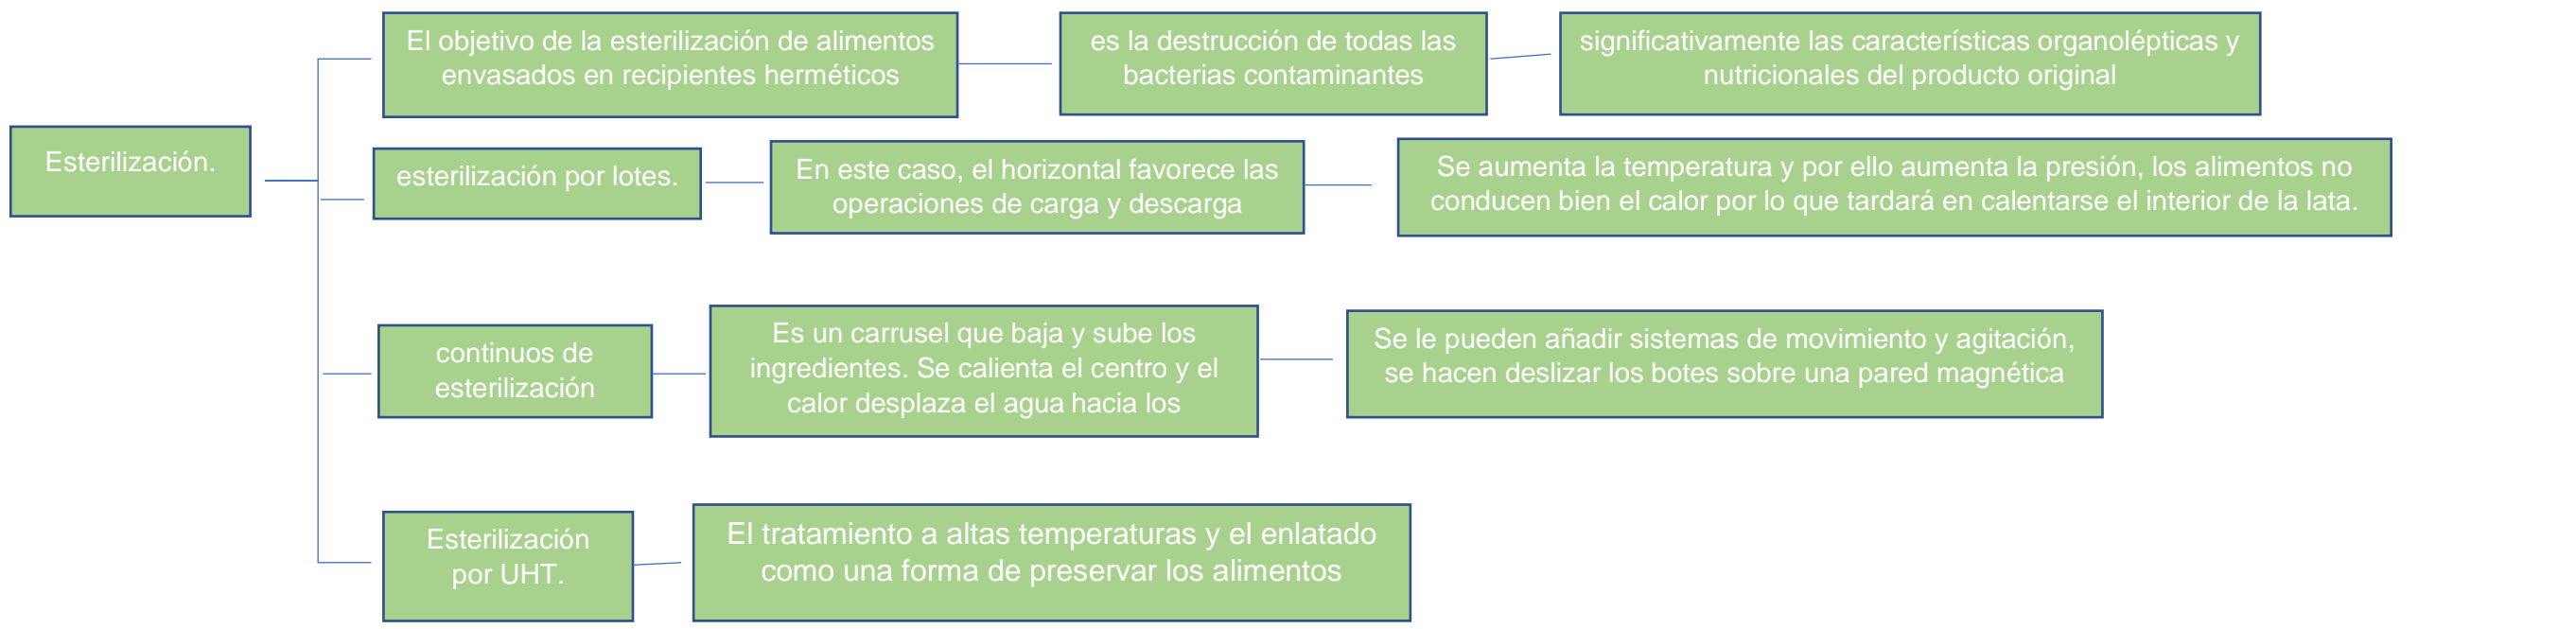 Esterilización.
El objetivo de la esterilización de alimentos
envasados en recipientes herméticos
es la destrucción de todas las
bacterias contaminantes
significativamente las características organolépticas y
nutricionales del producto original
esterilización por lotes.
En este caso, el horizontal favorece las
operaciones de carga y descarga
Se aumenta la temperatura y por ello aumenta la presión, los alimentos no
conducen bien el calor por lo que tardará en calentarse el interior de la lata.
continuos de
esterilización
Es un carrusel que baja y sube los
ingredientes. Se calienta el centro y el
calor desplaza el agua hacia los
Se le pueden añadir sistemas de movimiento y agitación,
se hacen deslizar los botes sobre una pared magnética
Esterilización
por UHT.
El tratamiento a altas temperaturas y el enlatado
como una forma de preservar los alimentos